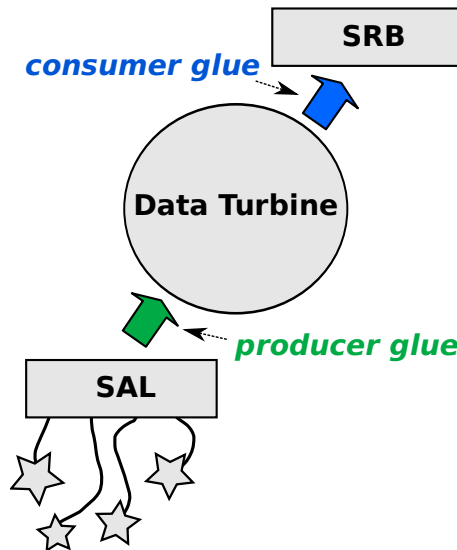 SRB
consumer glue
Data Turbine
producer glue
SAL